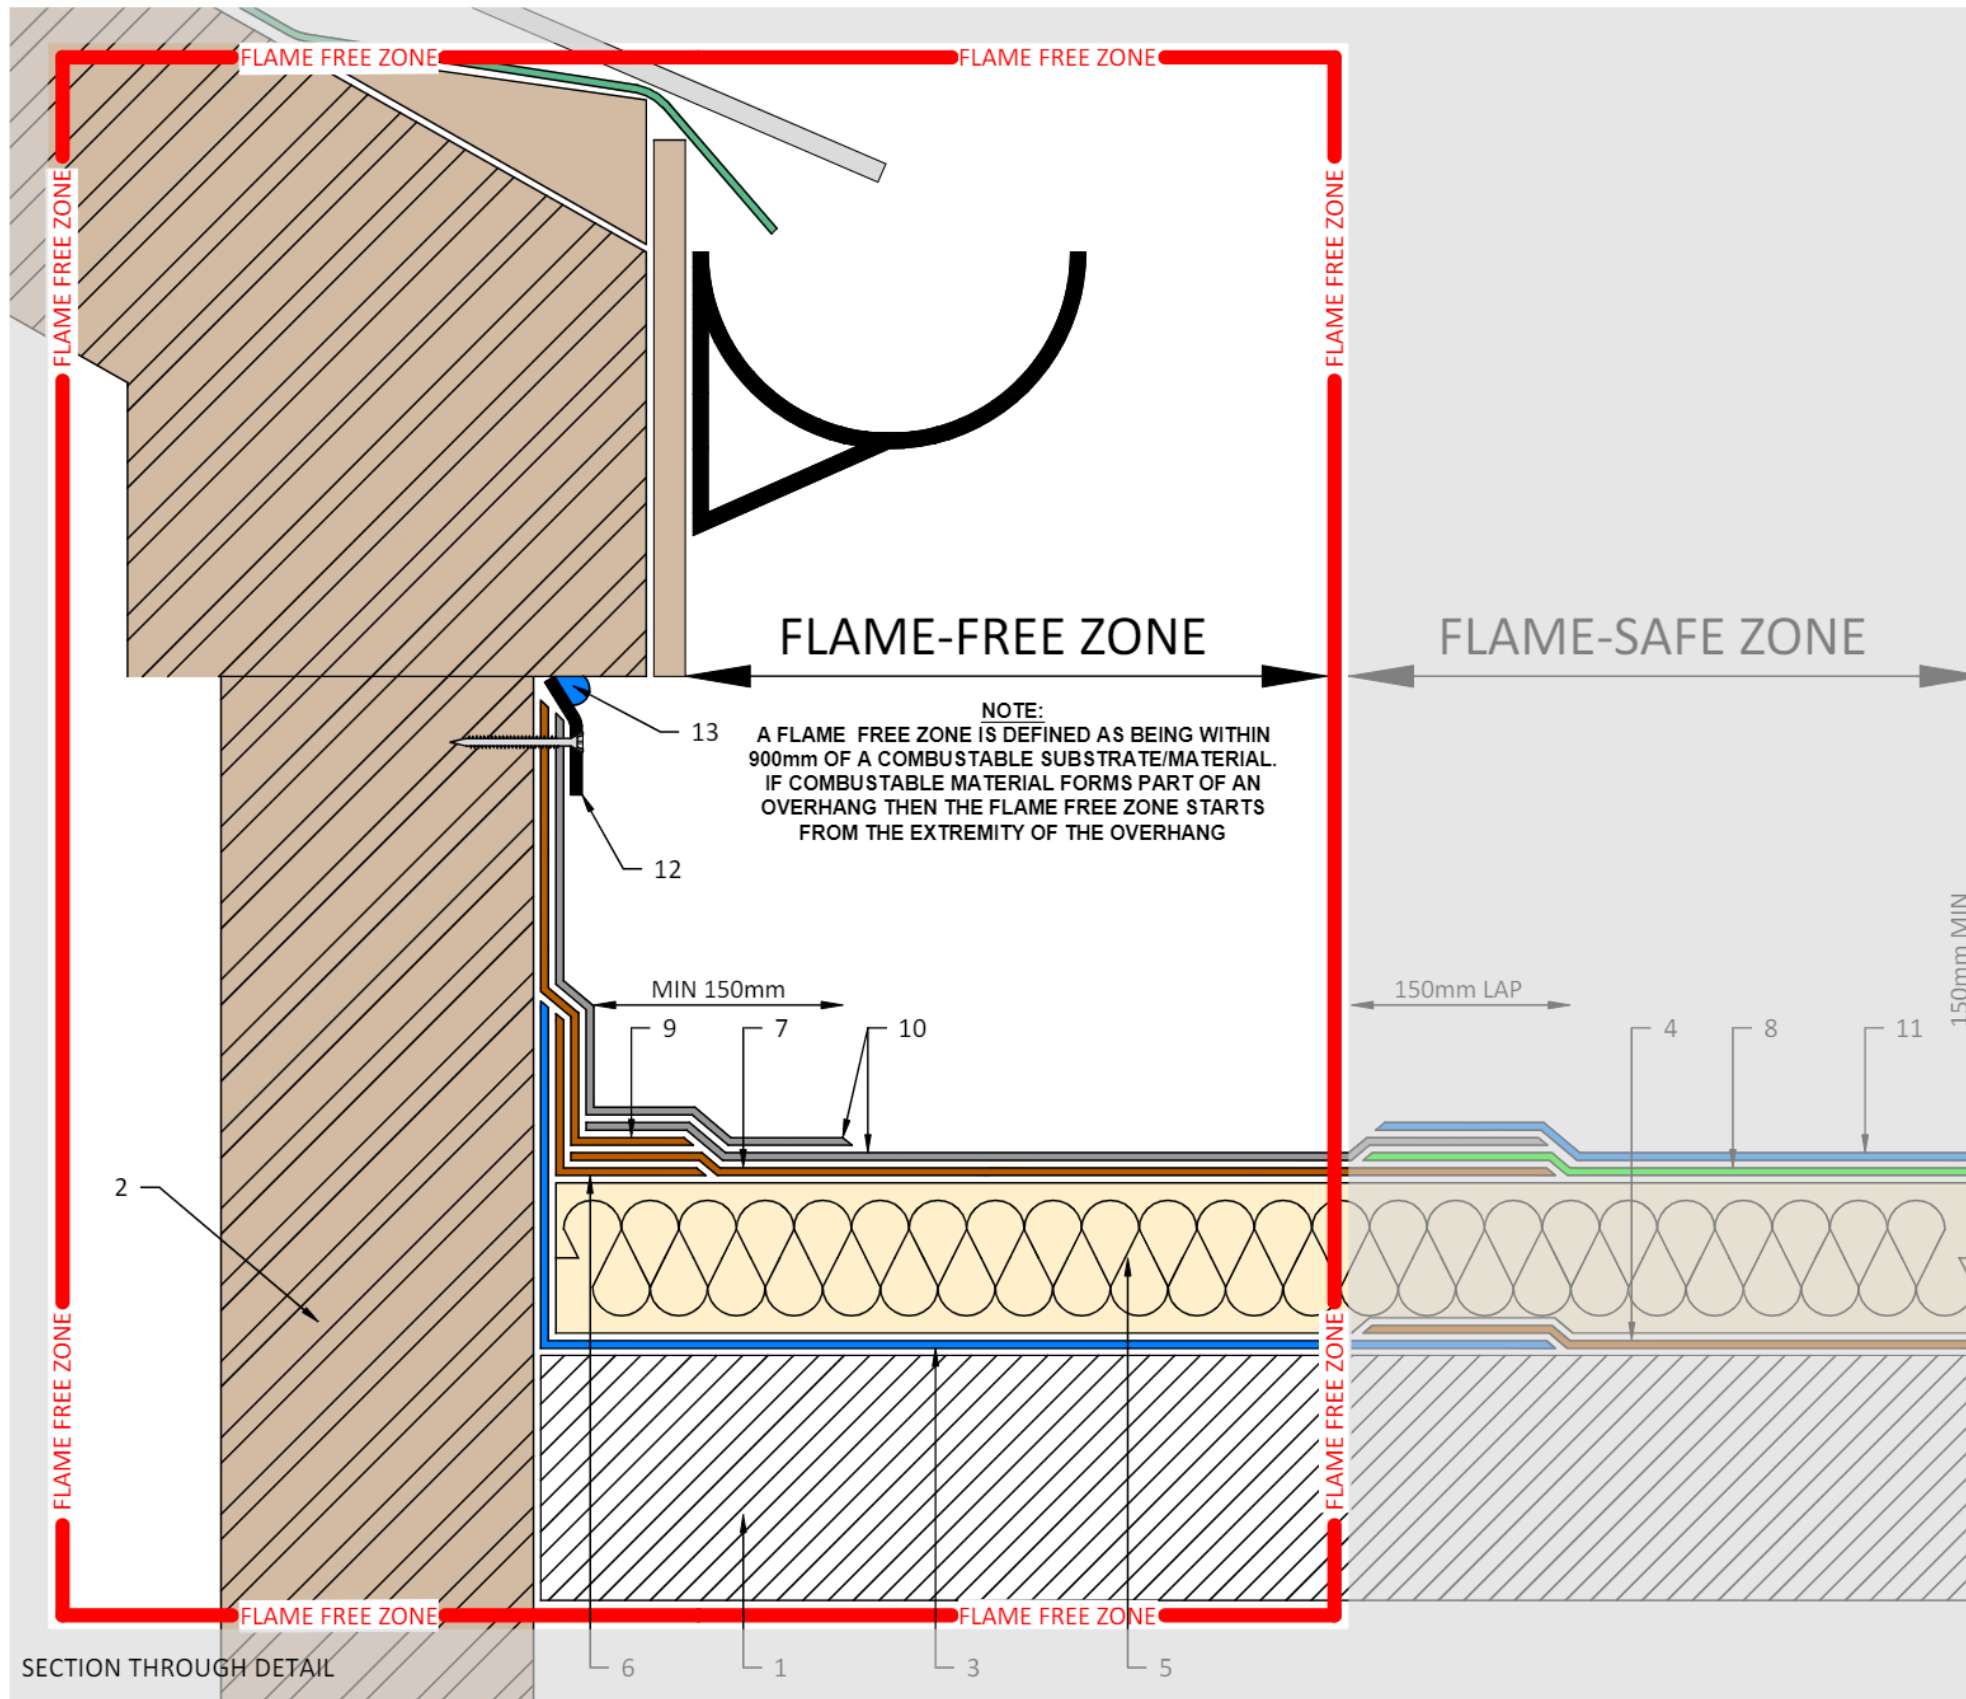 FLAME FREE ZONE
FLAME FREE ZONE
FLAME FREE ZONE
FLAME FREE ZONE
FLAME-FREE ZONE
FLAME-SAFE ZONE
13
NOTE:
A FLAME  FREE ZONE IS DEFINED AS BEING WITHIN
900mm OF A COMBUSTABLE SUBSTRATE/MATERIAL.
IF COMBUSTABLE MATERIAL FORMS PART OF AN
OVERHANG THEN THE FLAME FREE ZONE STARTS
FROM THE EXTREMITY OF THE OVERHANG
12
150mm MIN
MIN 150mm
150mm LAP
9
7
10
4
8
11
2
FLAME FREE ZONE
FLAME FREE ZONE
FLAME FREE ZONE
FLAME FREE ZONE
SECTION THROUGH DETAIL
6
1
3
5